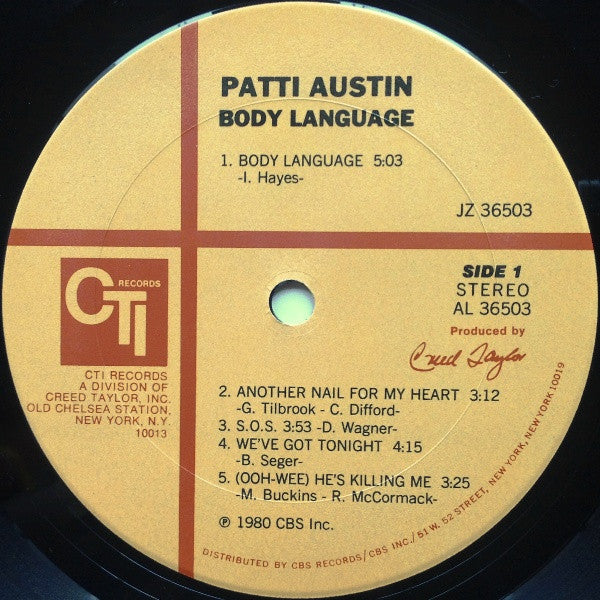 PATTI AUSTIN
BODY LANGUAGE
1. BODY LANGUAGE 5:03
-I. Hayes-
JZ 36503
CTI RECORDS
SIDE 1
STEREO
AL 36503
Produced by
Creed Taylor
CTI RECORDS
A DIVISION OF
CREED TAYLOR, INC.
OLD CHELSEA STATION,
NEW YORK, N.Y.
10013
2. ANOTHER NAIL FOR MY HEART 3:12
-G. Tilbrook - C. Difford-
3. S.O.S. 3:53 -D. Wagner-
4. WE'VE GOT TONIGHT 4:15
-B. Seger-
5. (OOH-WEE) HE'S KILLING ME 3:25
-M. Buckins - R. McCormack-
℗ 1980 CBS Inc.
DISTRIBUTED BY CBS RECORDS/CBS INC./51 W. 52 STREET, NEW YORK, NEW YORK 10019